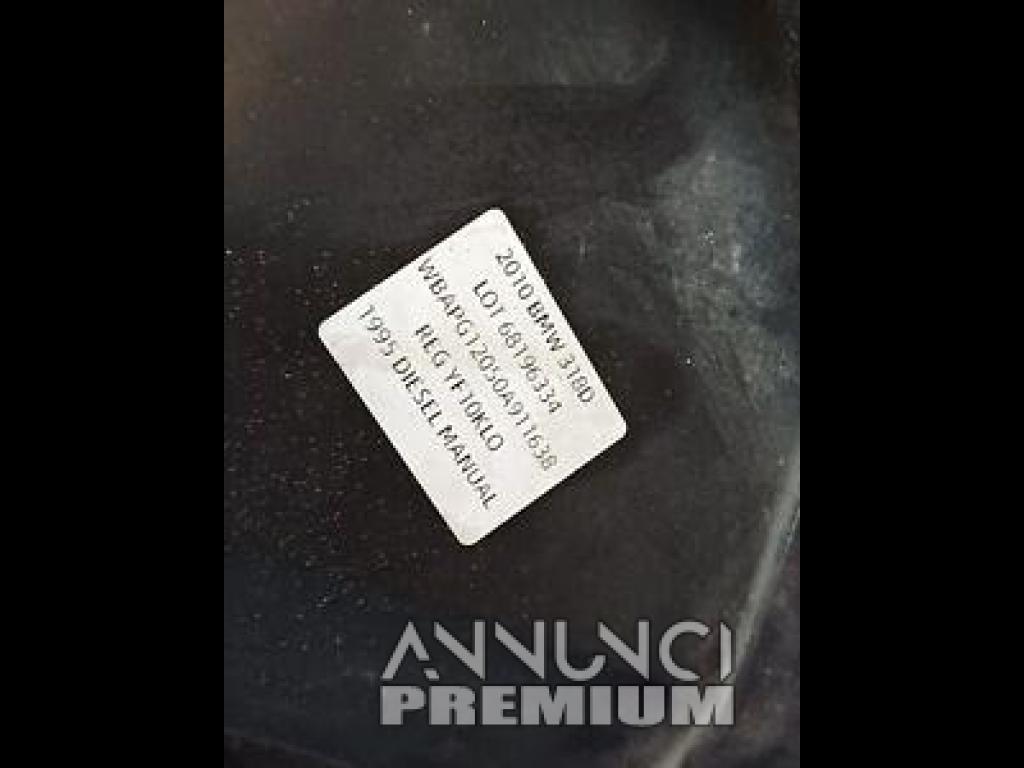 2010 BMW 318D
LOT 68196334
WBAPG12050A911638
REG YF10KLO
1995 DIESEL MANUAL
ANNUNCI
PREMIUM